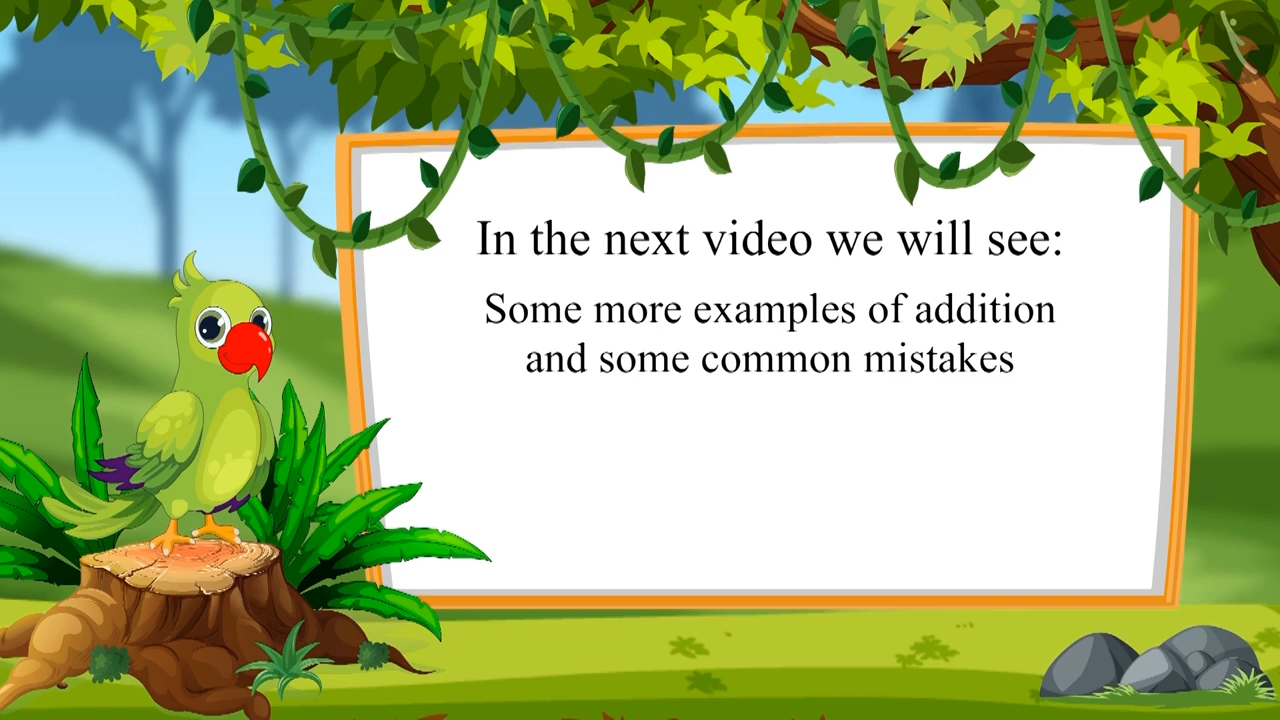 In the next video we will see:
Some more examples of addition
and some common mistakes